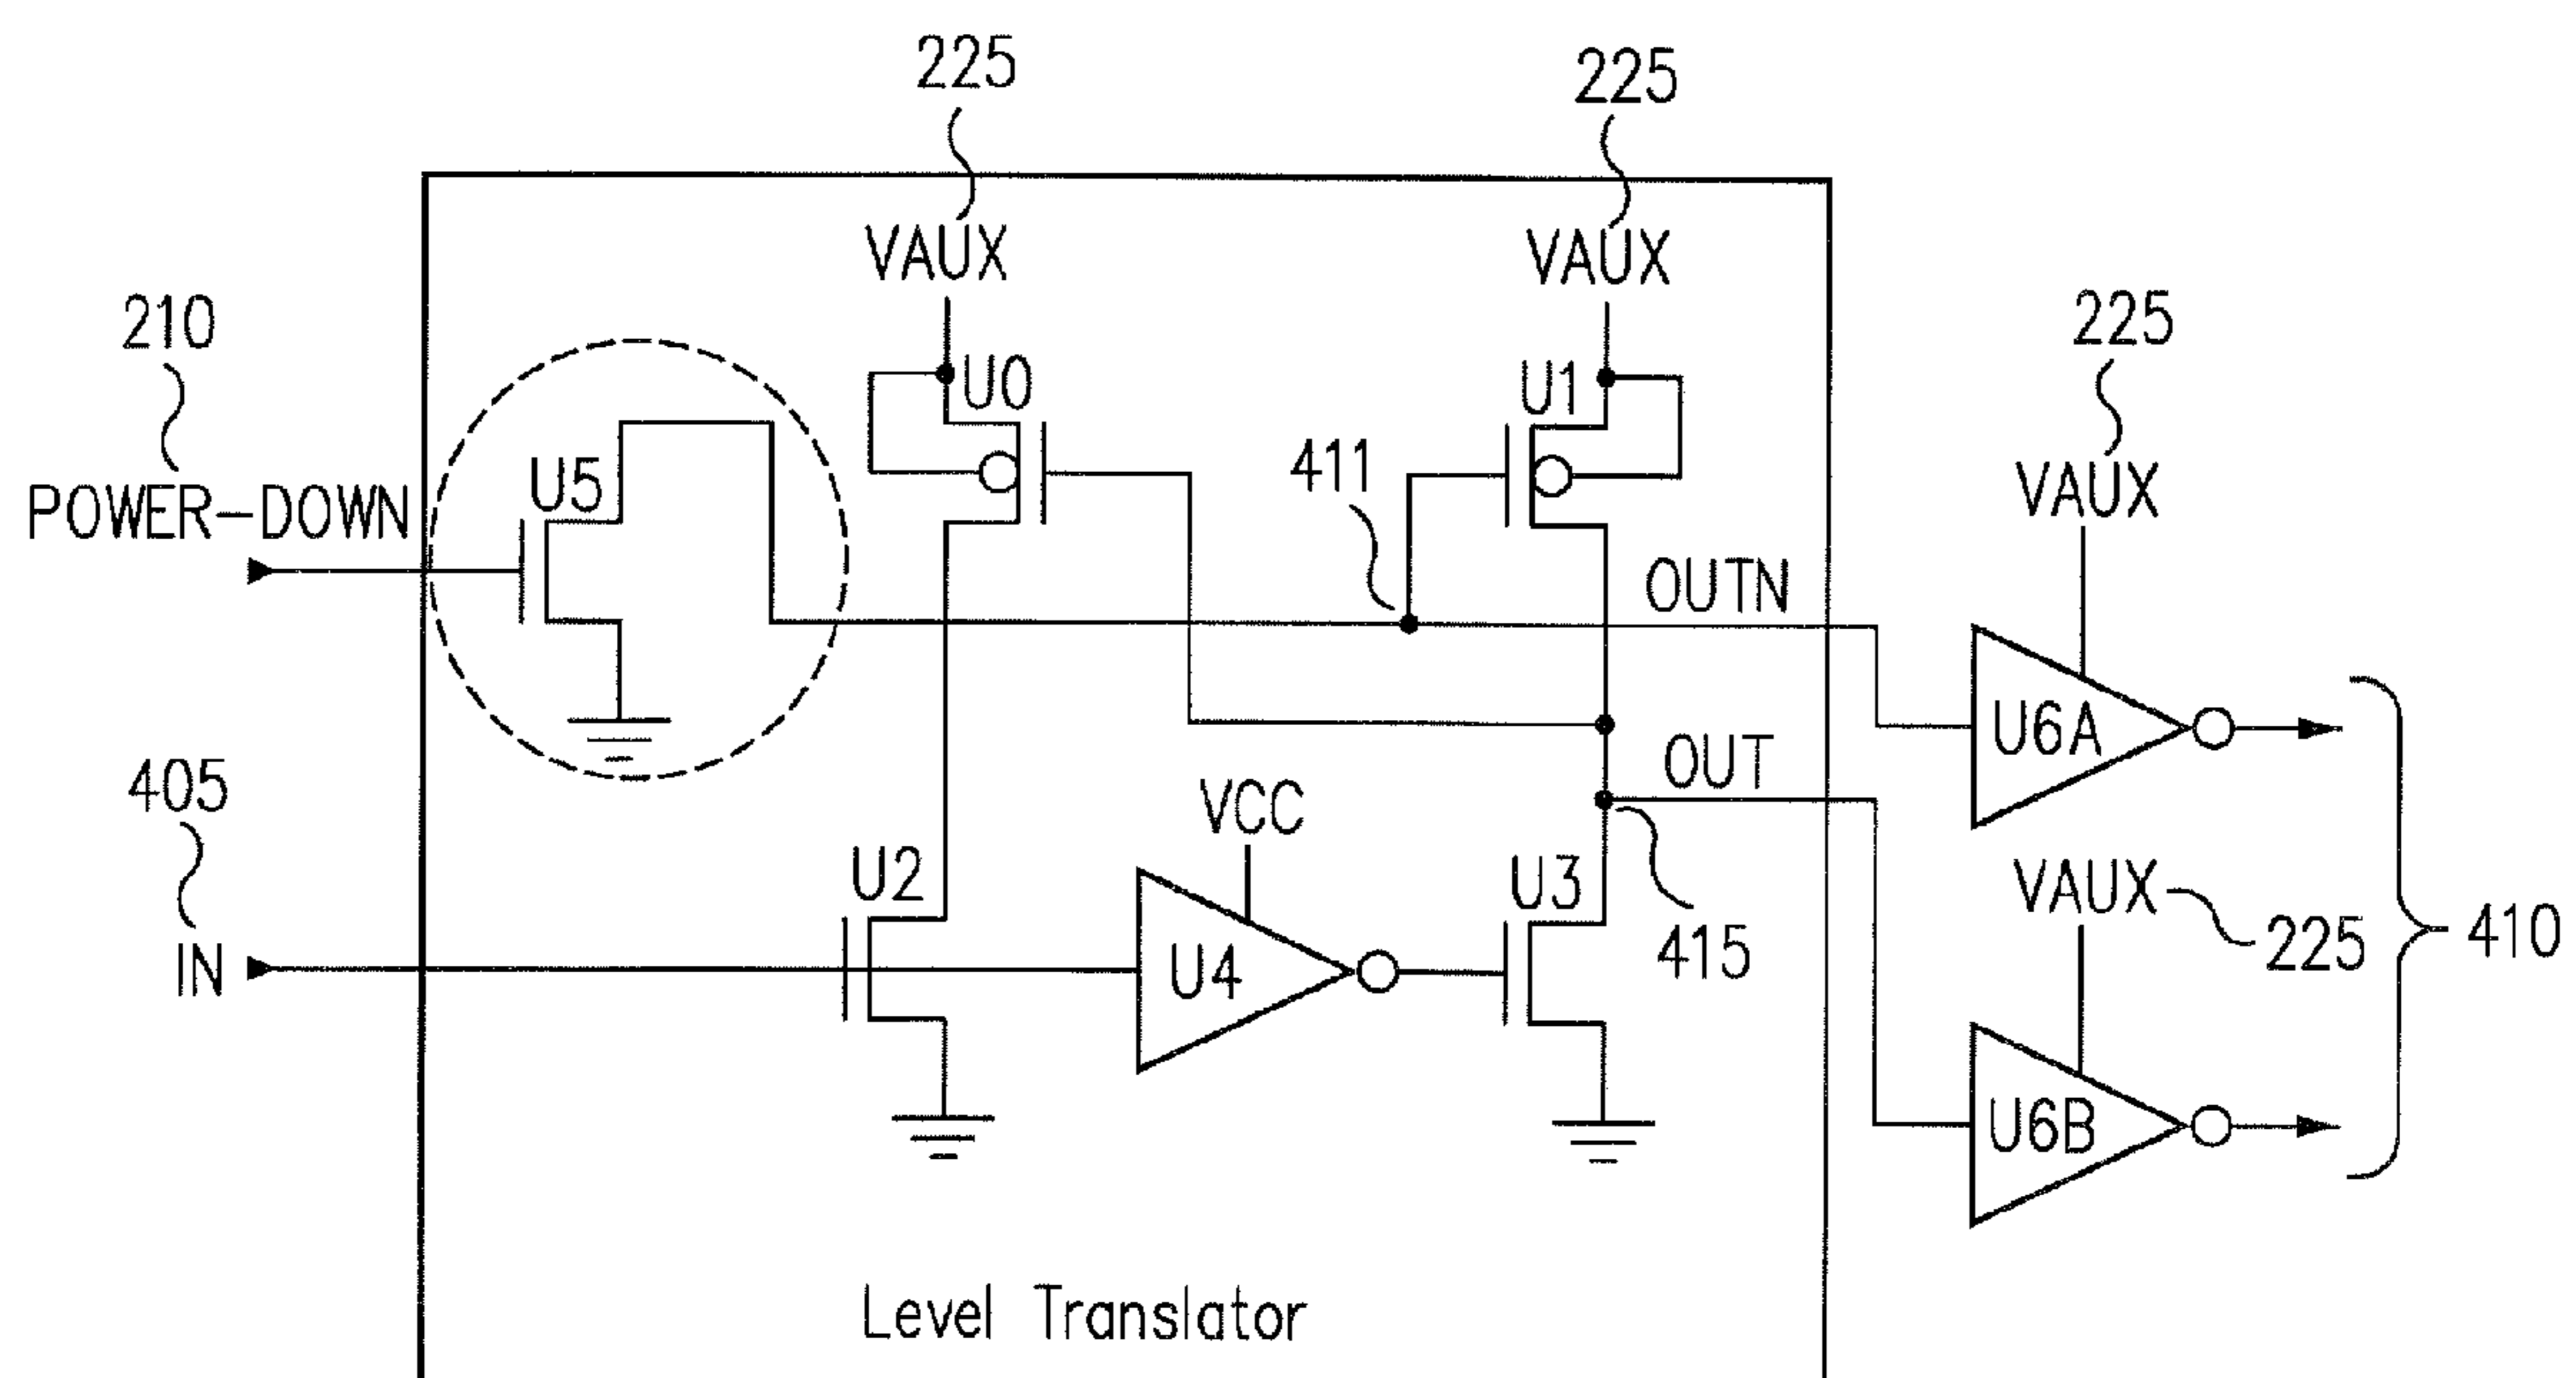 225
225
VAUX
VAUX
210
U0
U1
225
U5
411
VAUX
POWER-DOWN
OUTN
405
VCC
OUT
U6A
U2
U3
VAUX
IN
U4
415
225
410
U6B
Level Translator